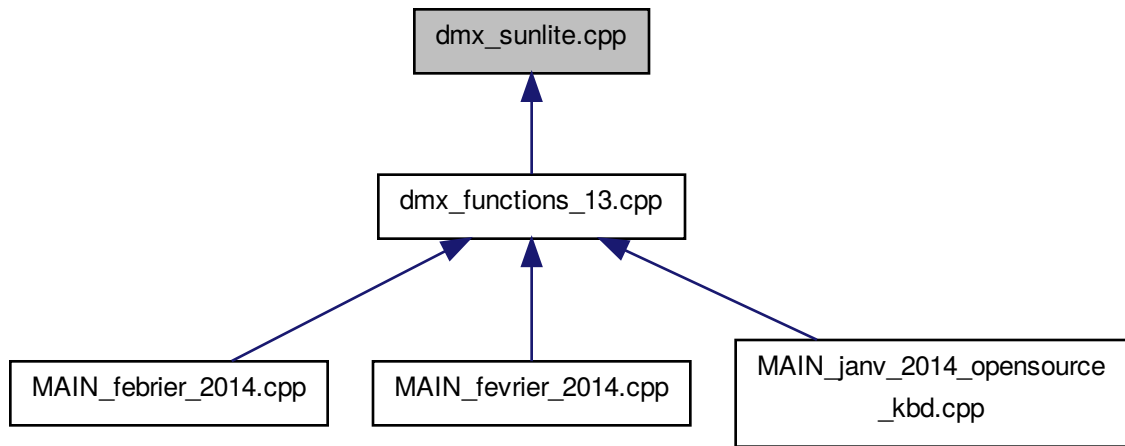 dmx_sunlite.cpp
dmx_functions_13.cpp
MAIN_febrier_2014.cpp
MAIN_fevrier_2014.cpp
MAIN_janv_2014_opensource
_kbd.cpp